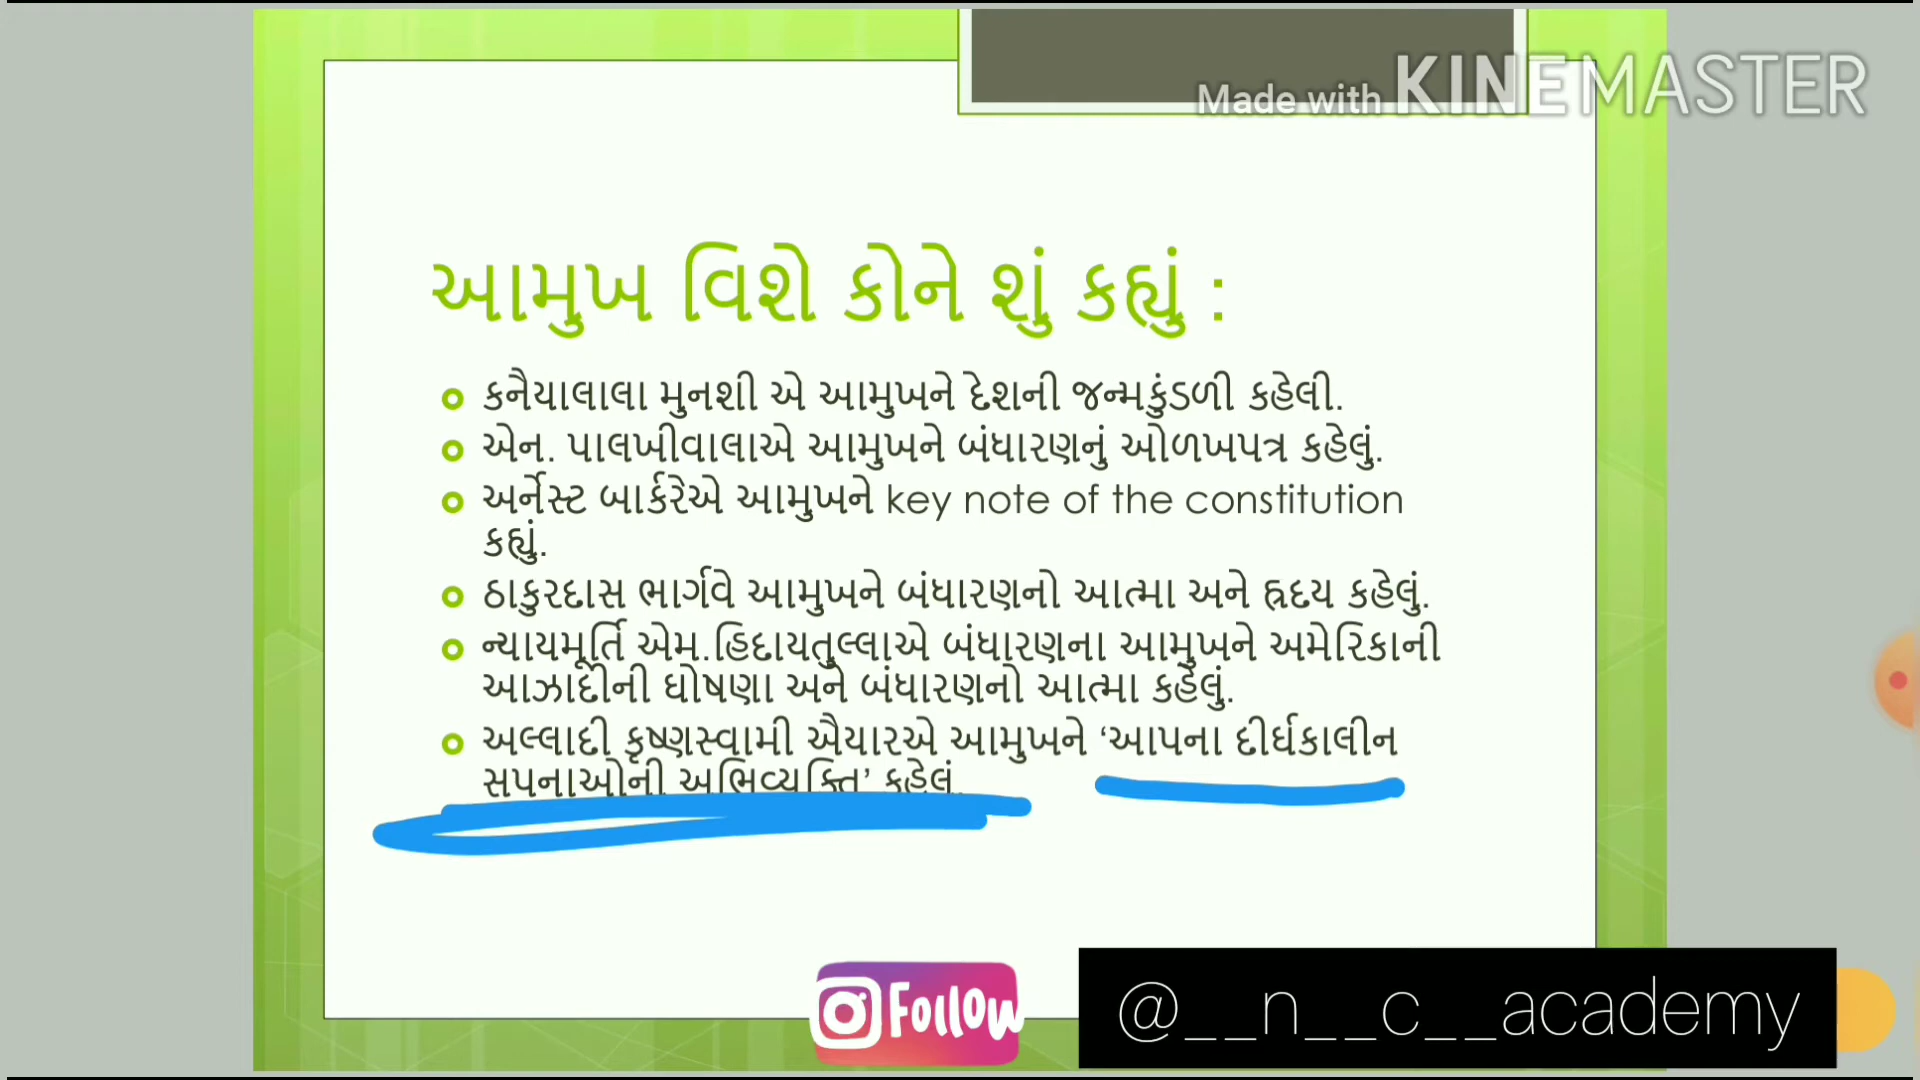 Made with KINEMASTER
આમુખ વિશે કોને શું કહ્યું :
કનૈયાલાલા મુનશી એ આમુખને દેશની જન્મકુંડળી કહેલી.
એન. પાલખીવાલાએ આમુખને બંધારણનું ઓળખપત્ર કહેલું.
અર્નેસ્ટ બાર્કરેએ આમુખને key note of the constitution
કહ્યું.
ઠાકુરદાસ ભાર્ગવે આમુખને બંધારણનો આત્મા અને હ્રદય કહેલું.
ન્યાયમૂર્તિ એમ.હિદાયતુલ્લાએ બંધારણના આમુખને અમેરિકાની
આઝાદીની ઘોષણા અને બંધારણનો આત્મા કહેલું.
અલ્લાદી કૃષ્ણસ્વામી ઐયારએ આમુખને ‘આપના દીર્ઘકાલીન
સપનાઓની અભિવ્યક્તિ’ કહેલું.
Follow
@__n__c__academy